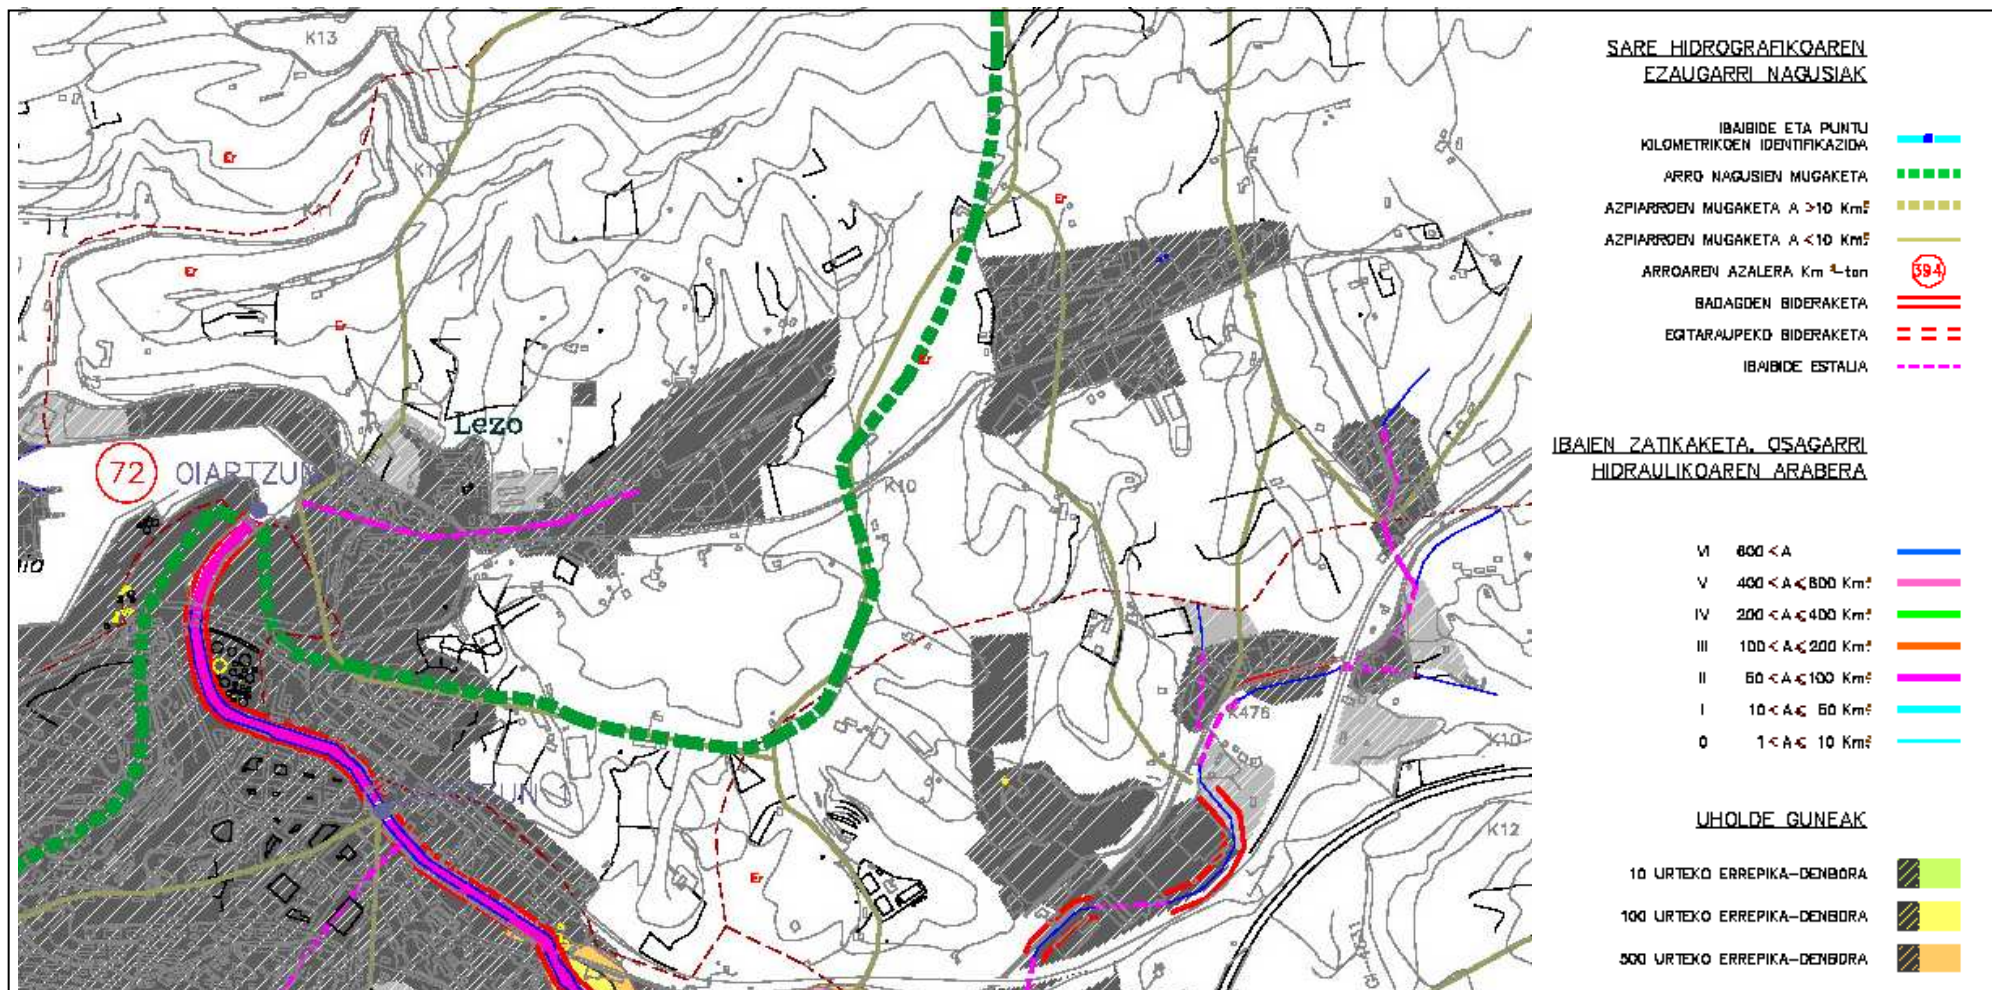 K13
SARE HIDROGRAFIKOAREN
EZAUGARRI NAGUSIAK
IBAIBIDE ETA PUNTU
KILOMETRIKOEN IDENTIFIKAZIOA
Er
ARRO NAGUSIEN MUGAKETA
Er
AZPIARROEN MUGAKETA A >10 Km²
AZPIARROEN MUGAKETA A <10 Km²
Er
ARROAREN AZALERA Km²-tan
394
BADAGOEN BIDERAKETA
Er
EGITARAUPEKO BIDERAKETA
Er
IBAIBIDE ESTALIA
Lezo
72 OIARTZUN
K10
IBAIEN ZATIKAKETA, OSAGARRI
HIDRAULIKOAREN ARABERA
VI 600 < A
V 400 < A ≤ 600 Km²
IV 200 < A ≤ 400 Km²
III 100 < A ≤ 200 Km²
II 50 < A ≤ 100 Km²
I 10 < A ≤ 50 Km²
0 1 < A ≤ 10 Km²
K476
K10
UHOLDE GUNEAK
K12
10 URTEKO ERREPIKA-DENBORA
Er
100 URTEKO ERREPIKA-DENBORA
500 URTEKO ERREPIKA-DENBORA